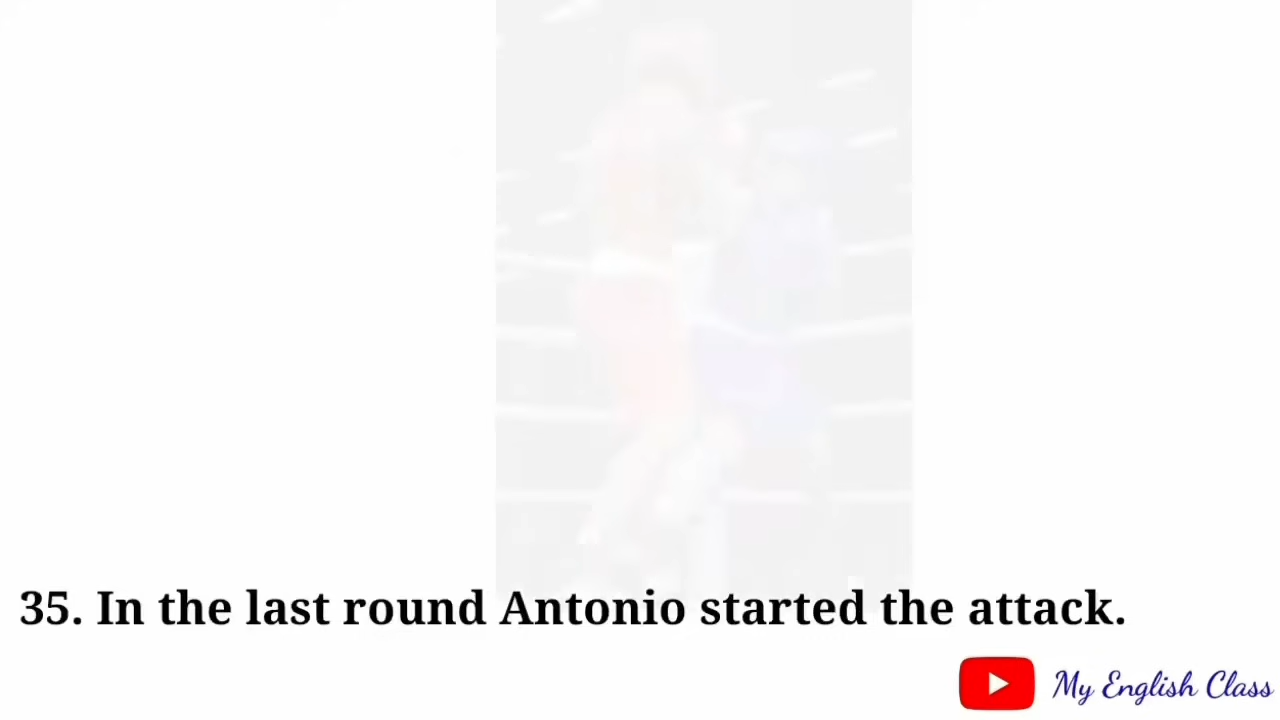 35. In the last round Antonio started the attack.
My English Class